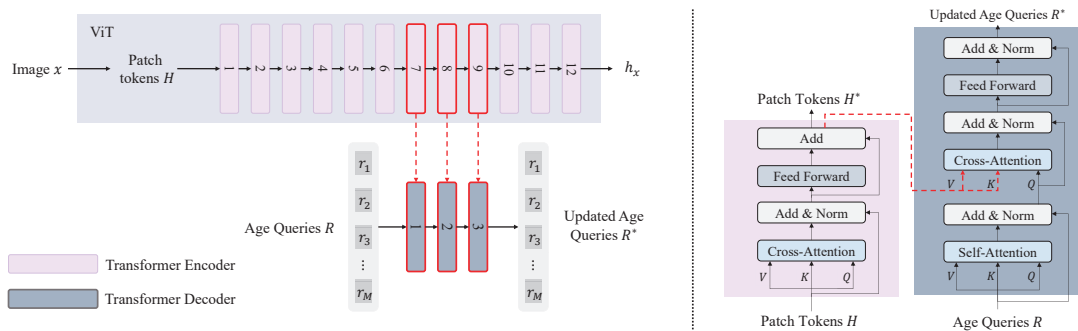 ViT
Image x
Patch
tokens H
1
2
3
4
5
6
7
8
9
10
11
12
h_x
r_1
r_2
r_3
⋮
r_M
Age Queries R
1
2
3
r_1
r_2
r_3
⋮
r_M
Updated Age
Queries R*
Transformer Encoder
Transformer Decoder
Patch Tokens H*
Add
Feed Forward
Add & Norm
Cross-Attention
V K Q
Patch Tokens H
Updated Age Queries R*
Add & Norm
Feed Forward
Add & Norm
Cross-Attention
V K Q
Add & Norm
Self-Attention
V K Q
Age Queries R